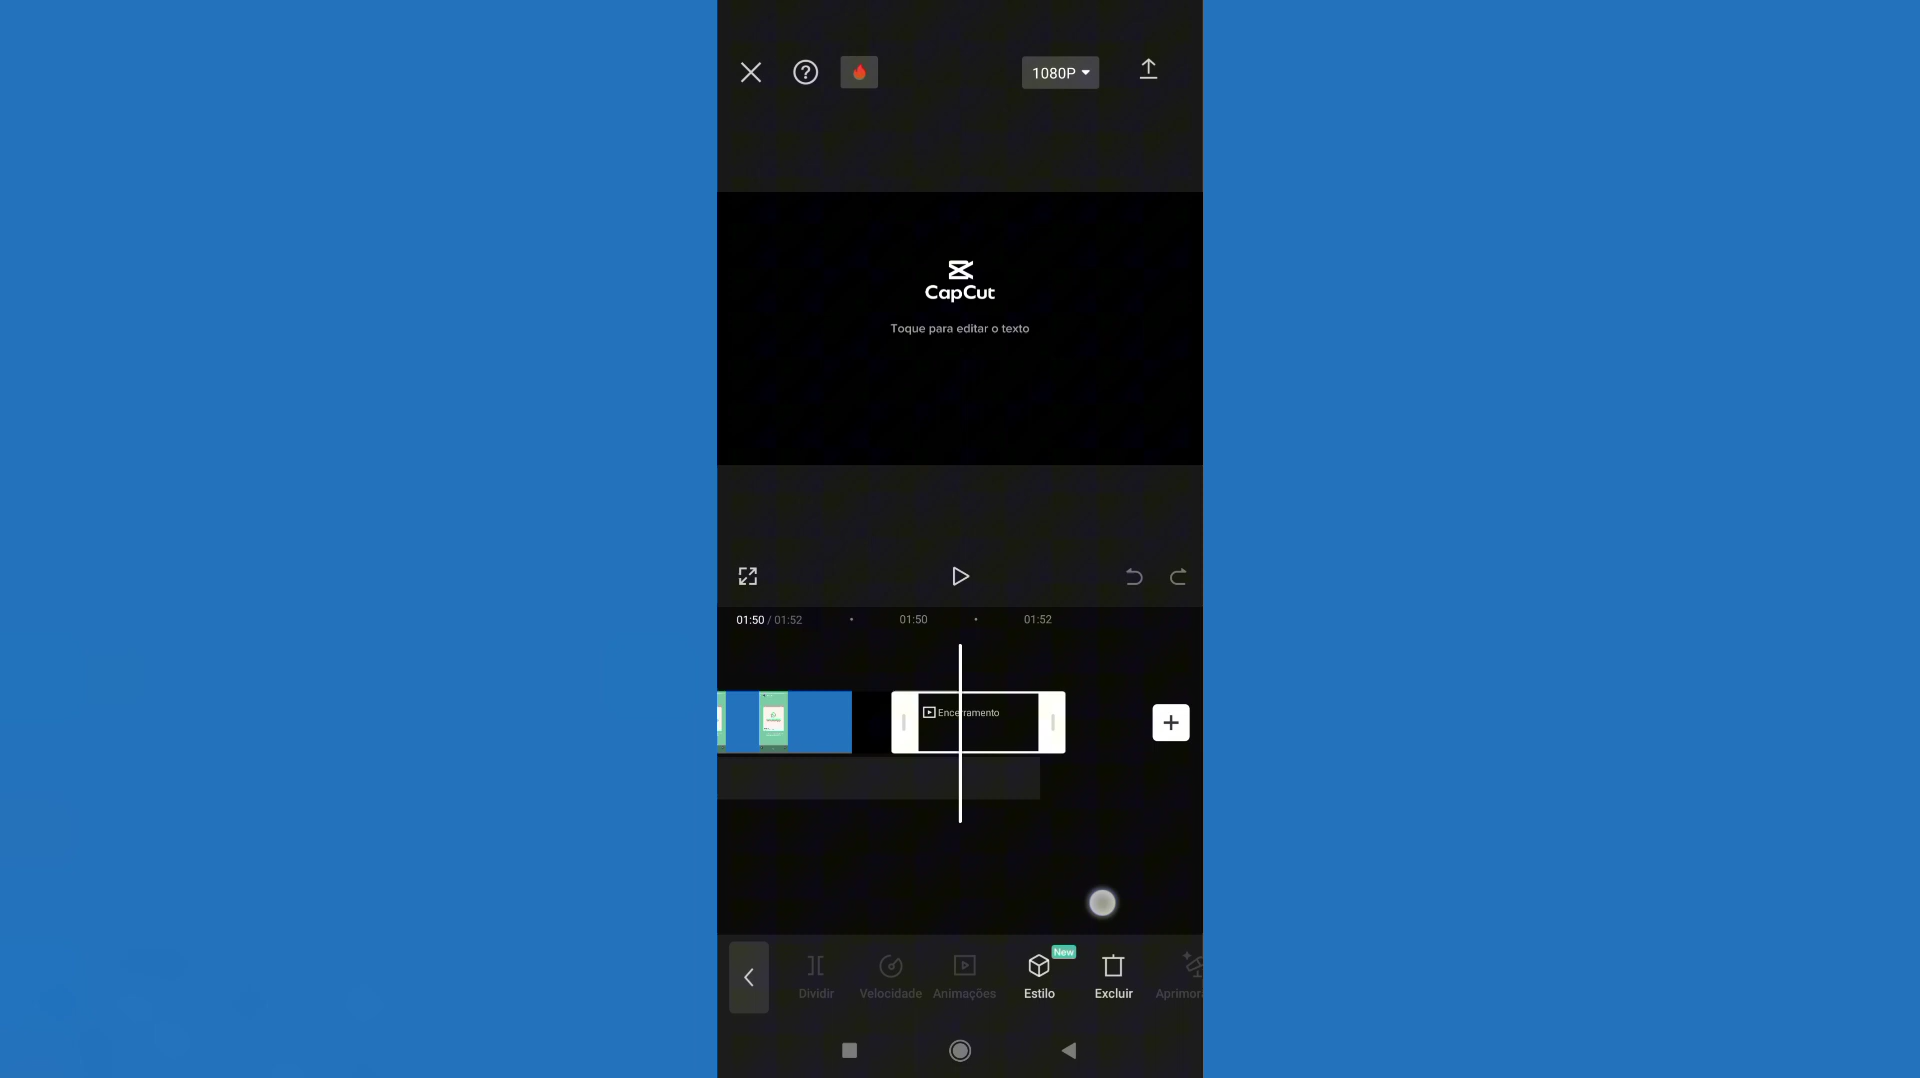 1080P
CapCut
Toque para editar o texto
01:50 / 01:52
01:50
01:52
Encerramento
New
Dividir
Velocidade
Animações
Estilo
Excluir
Aprimor